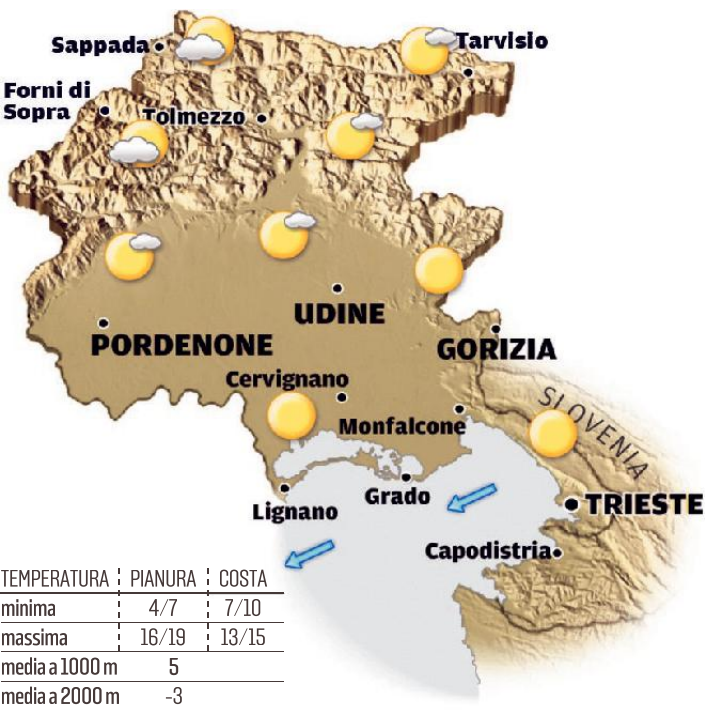 Sappada
Tarvisio
Forni di
Sopra
Tolmezzo
UDINE
PORDENONE
GORIZIA
Cervignano
SLOVENIA
Monfalcone
Grado
Lignano
TRIESTE
Capodistria
TEMPERATURA PIANURA COSTA
minima 4/7 7/10
massima 16/19 13/15
media a 1000 m 5
media a 2000 m -3